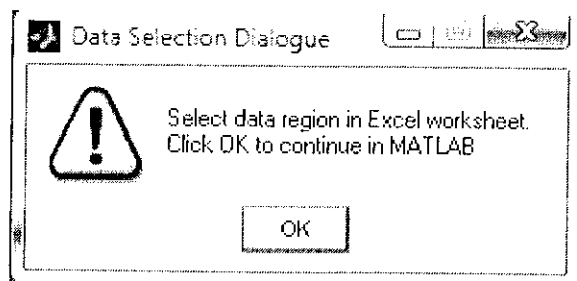 Data Selection Dialogue
Select data region in Excel worksheet.
Click OK to continue in MATLAB
OK